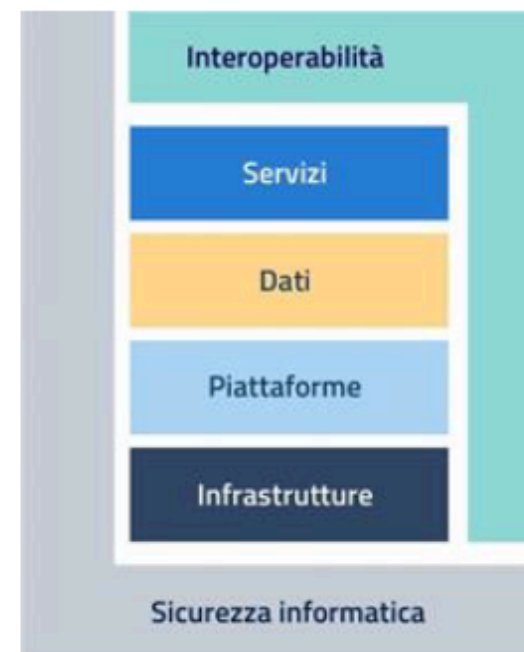 Interoperabilità
Servizi
Dati
Piattaforme
Infrastrutture
Sicurezza informatica